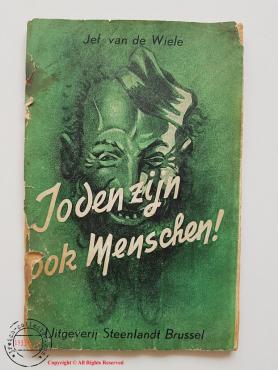 Jef van de Wiele
Joden zijn
ook Menschen!
Uitgeverij Steenlandt Brussel
Copyright © All Rights Reserved